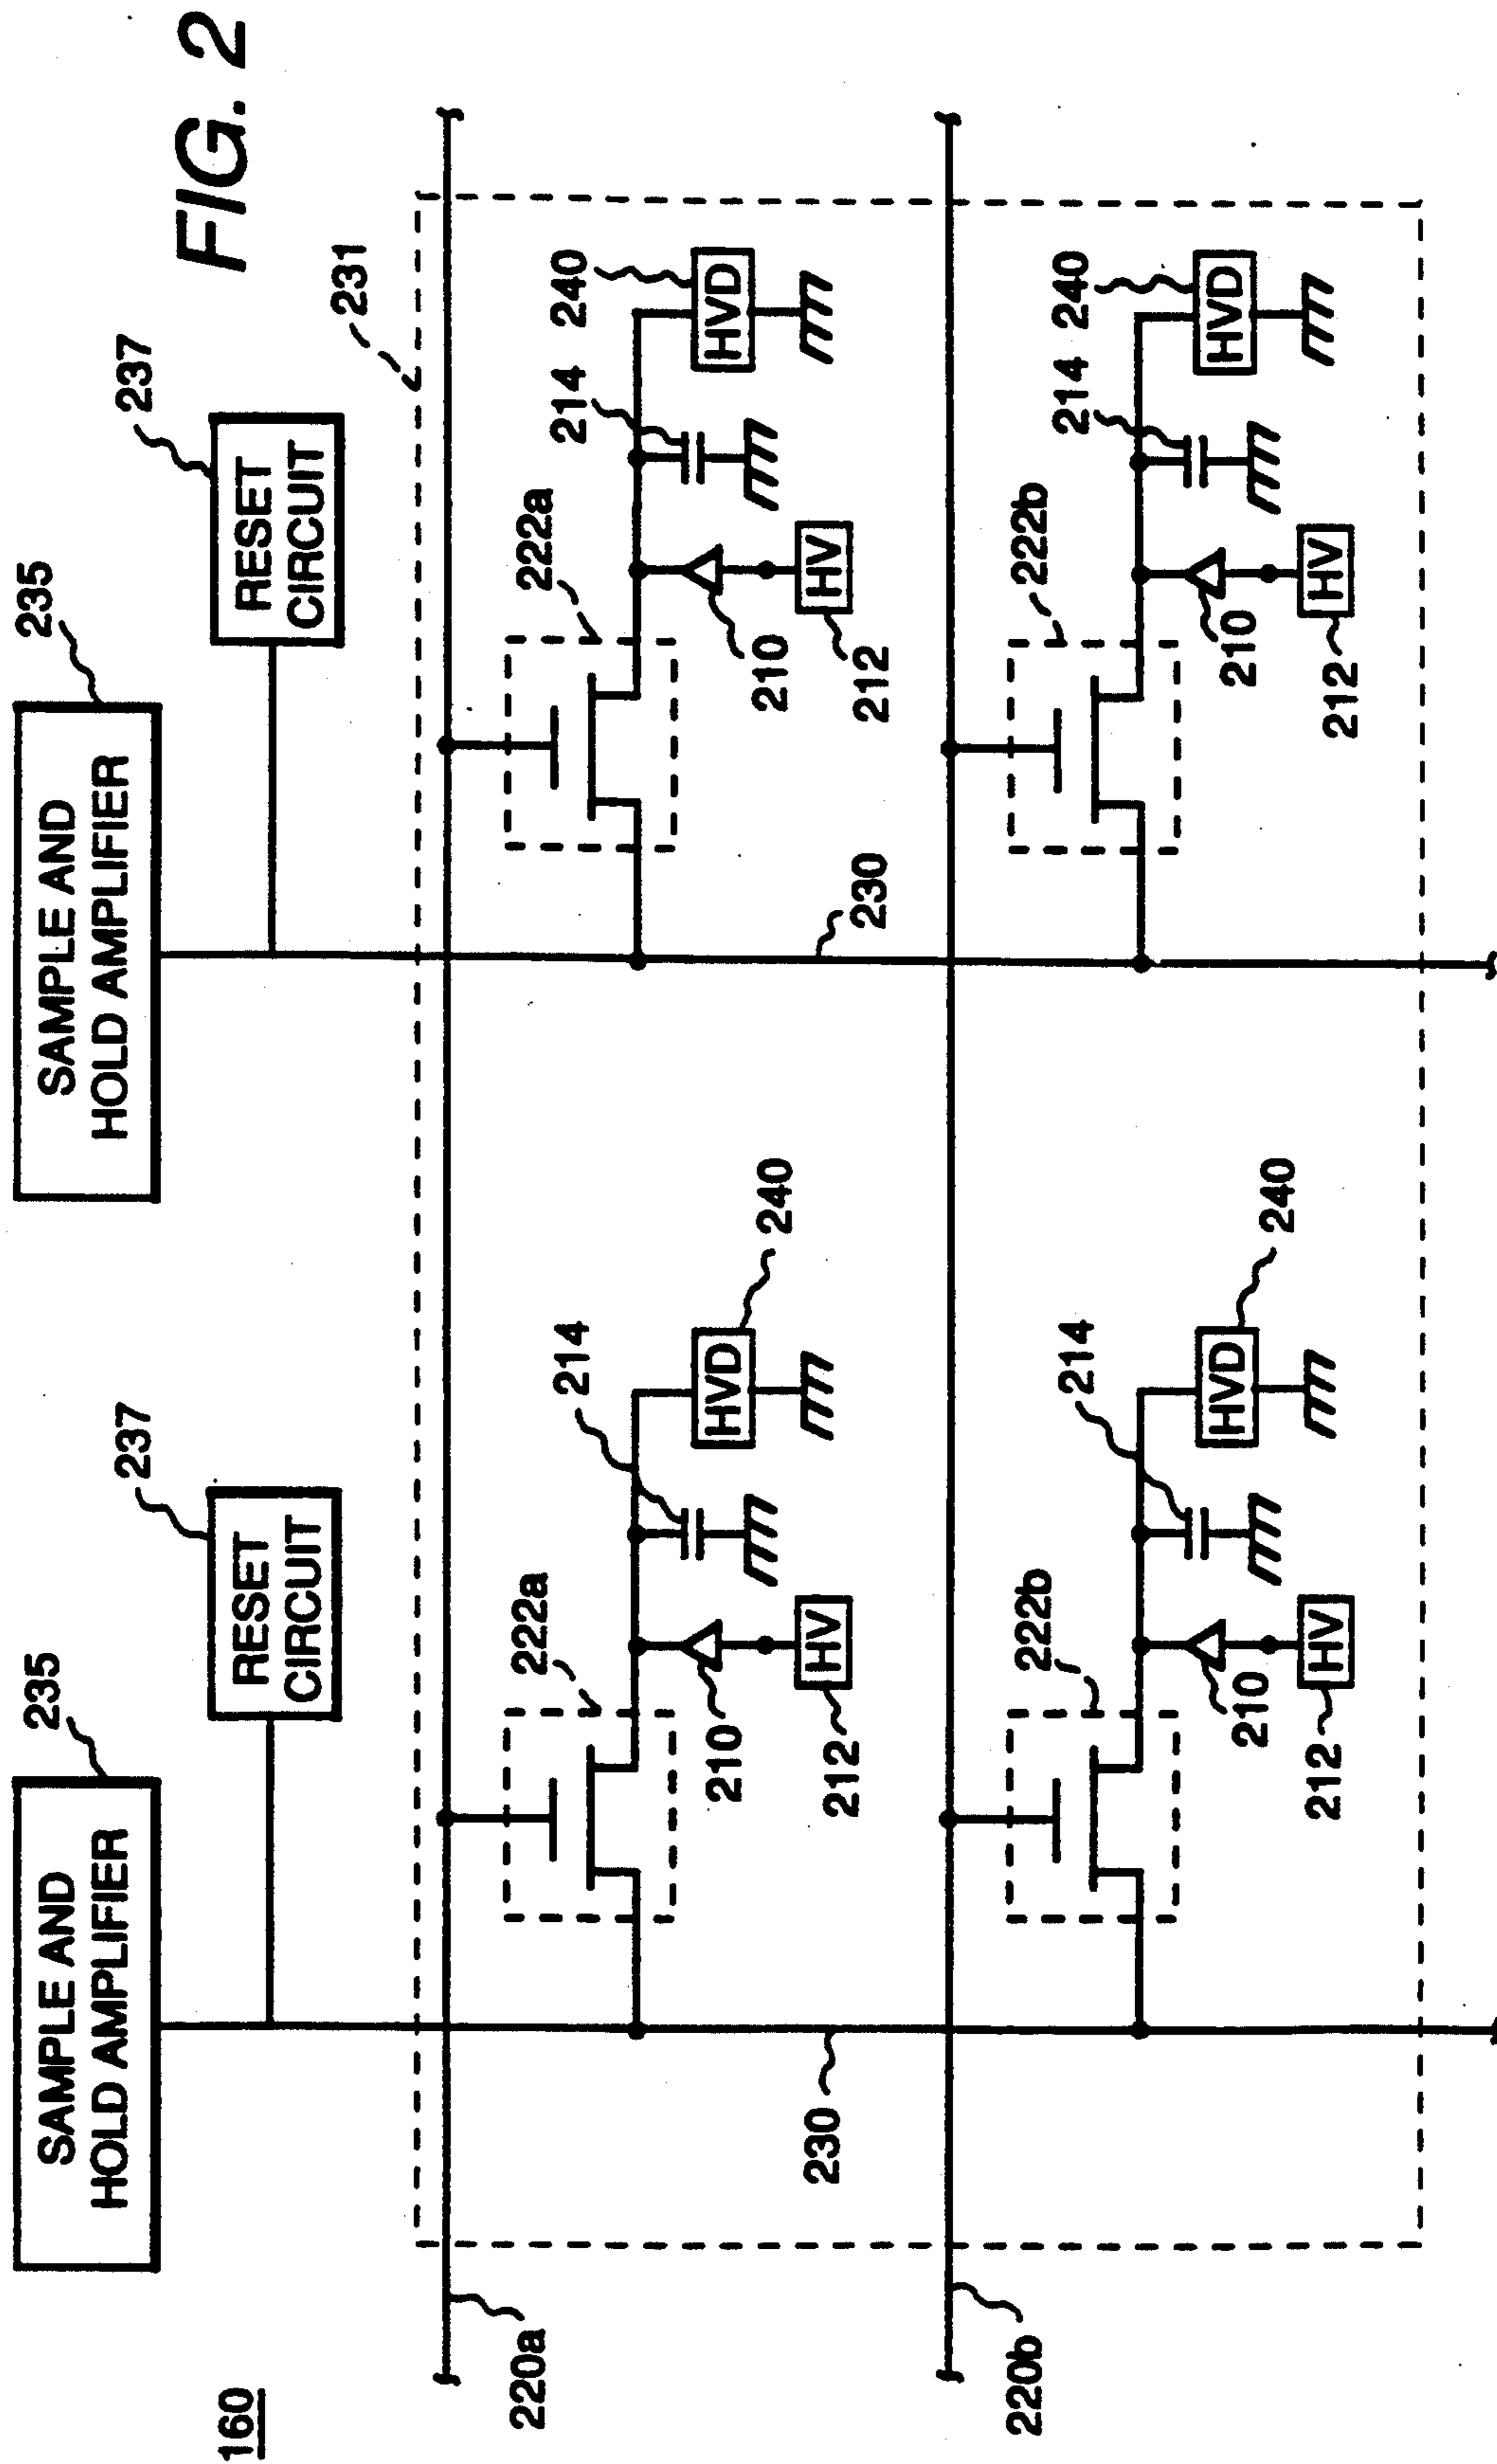 FIG. 2
160
SAMPLE AND
HOLD AMPLIFIER
235
SAMPLE AND
HOLD AMPLIFIER
235
RESET
CIRCUIT
237
RESET
CIRCUIT
237
231
220a
222a
214
240
222a
214
240
HVD
HVD
210
210
HV
HV
212
212
230
230
220b
222b
214
240
222b
214
240
HVD
HVD
210
210
HV
HV
212
212